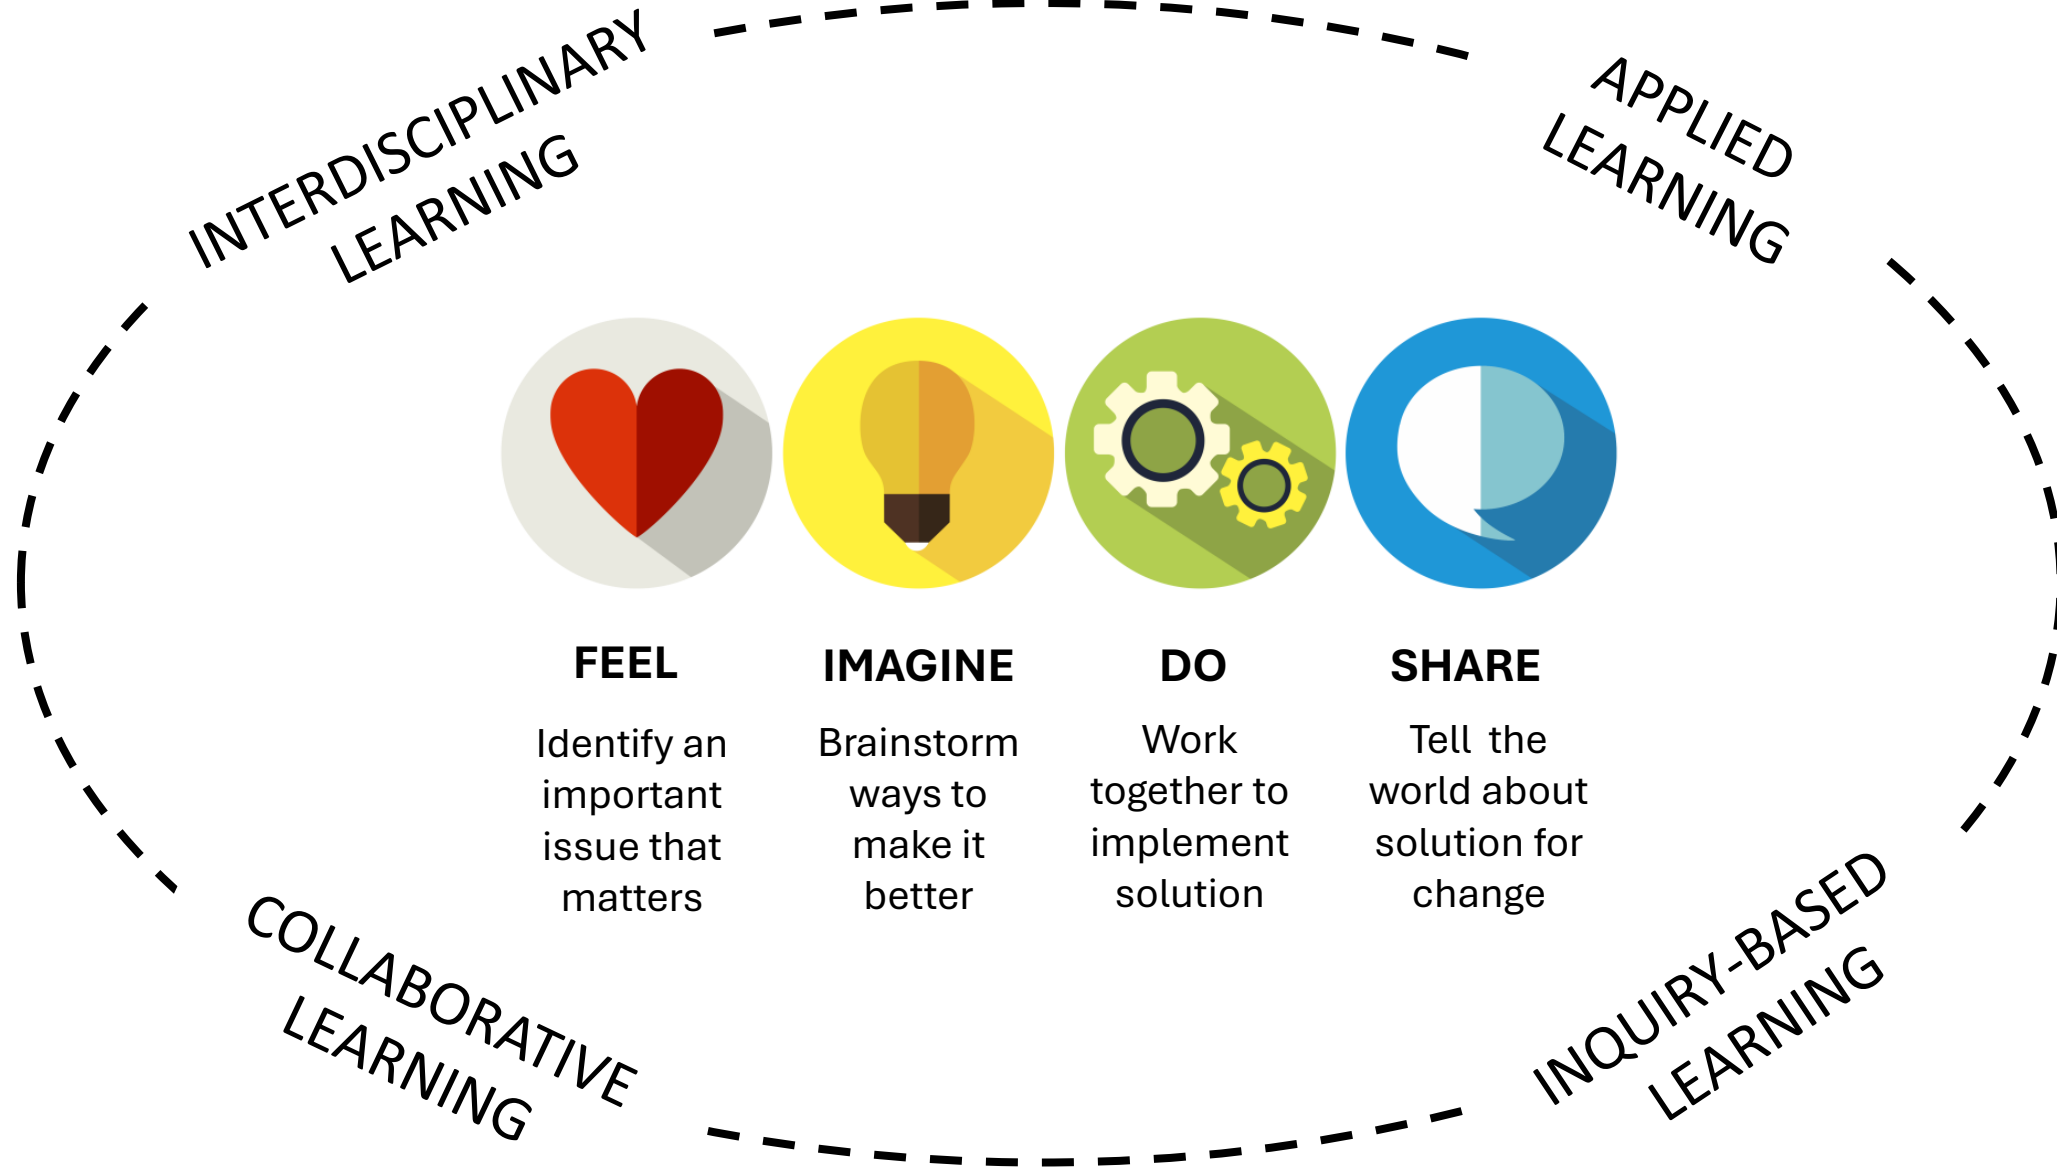 INTERDISCIPLINARY
LEARNING
APPLIED
LEARNING
FEEL
Identify an
important
issue that
matters
IMAGINE
Brainstorm
ways to
make it
better
DO
Work
together to
implement
solution
SHARE
Tell the
world about
solution for
change
COLLABORATIVE
LEARNING
INQUIRY-BASED
LEARNING